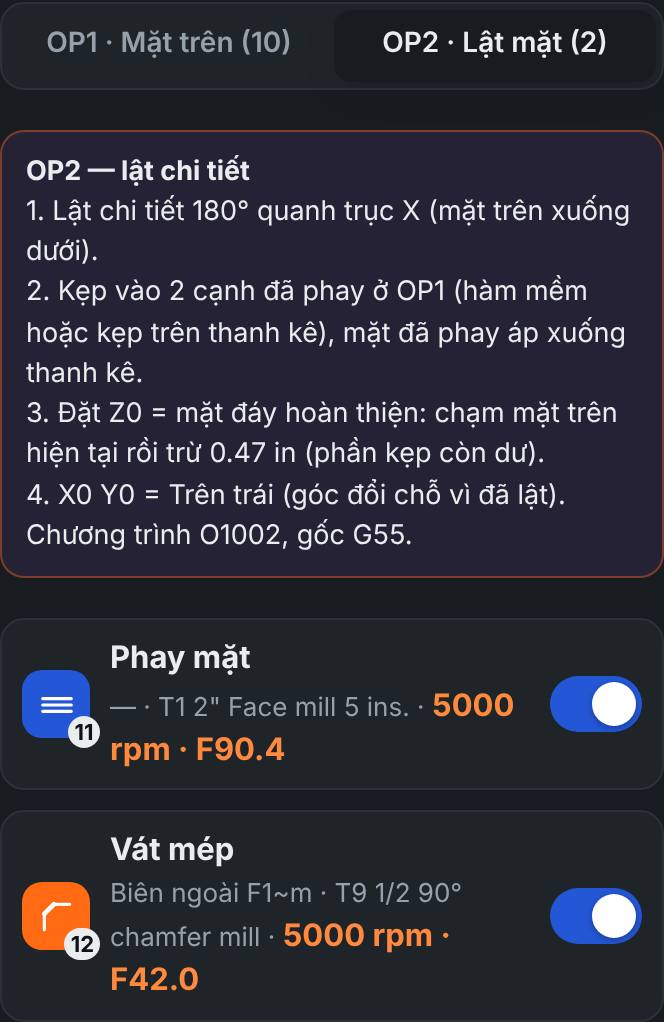 OP1 · Mặt trên (10)
OP2 · Lật mặt (2)
OP2 — lật chi tiết
1. Lật chi tiết 180° quanh trục X (mặt trên xuống
dưới).
2. Kẹp vào 2 cạnh đã phay ở OP1 (hàm mềm
hoặc kẹp trên thanh kê), mặt đã phay áp xuống
thanh kê.
3. Đặt Z0 = mặt đáy hoàn thiện: chạm mặt trên
hiện tại rồi trừ 0.47 in (phần kẹp còn dư).
4. X0 Y0 = Trên trái (góc đổi chỗ vì đã lật).
Chương trình O1002, gốc G55.
Phay mặt
— · T1 2" Face mill 5 ins. · 5000
rpm · F90.4
11
Vát mép
Biên ngoài F1~m · T9 1/2 90°
chamfer mill · 5000 rpm ·
F42.0
12